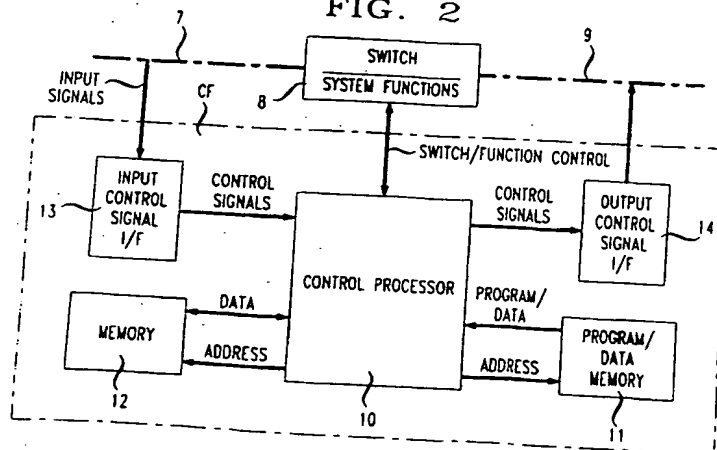 FIG. 2
7
9
SWITCH
SYSTEM FUNCTIONS
8
INPUT
SIGNALS
CF
SWITCH/FUNCTION CONTROL
INPUT
CONTROL
SIGNAL
I/F
13
CONTROL
SIGNALS
CONTROL
SIGNALS
OUTPUT
CONTROL
SIGNAL
I/F
14
CONTROL PROCESSOR
10
MEMORY
12
DATA
ADDRESS
PROGRAM/
DATA
ADDRESS
PROGRAM/
DATA
MEMORY
11